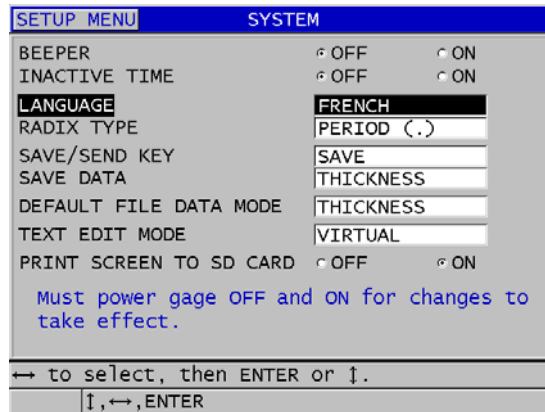 SETUP MENU SYSTEM
BEEPER OFF ON
INACTIVE TIME OFF ON
LANGUAGE FRENCH
RADIX TYPE PERIOD (.)
SAVE/SEND KEY SAVE
SAVE DATA THICKNESS
DEFAULT FILE DATA MODE THICKNESS
TEXT EDIT MODE VIRTUAL
PRINT SCREEN TO SD CARD OFF ON
Must power gage OFF and ON for changes to
take effect.
↔ to select, then ENTER or ↕.
↕,↔,ENTER